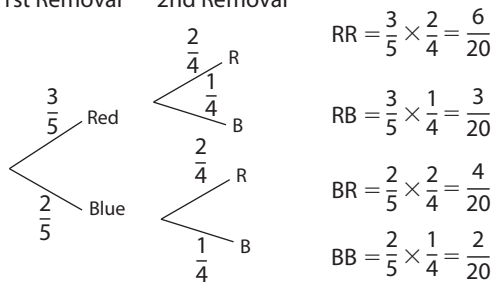 1st Removal 2nd Removal
2/4 R
1/4 B
3/5 Red
2/5 Blue
2/4 R
1/4 B
RR = 3/5 × 2/4 = 6/20
RB = 3/5 × 1/4 = 3/20
BR = 2/5 × 2/4 = 4/20
BB = 2/5 × 1/4 = 2/20